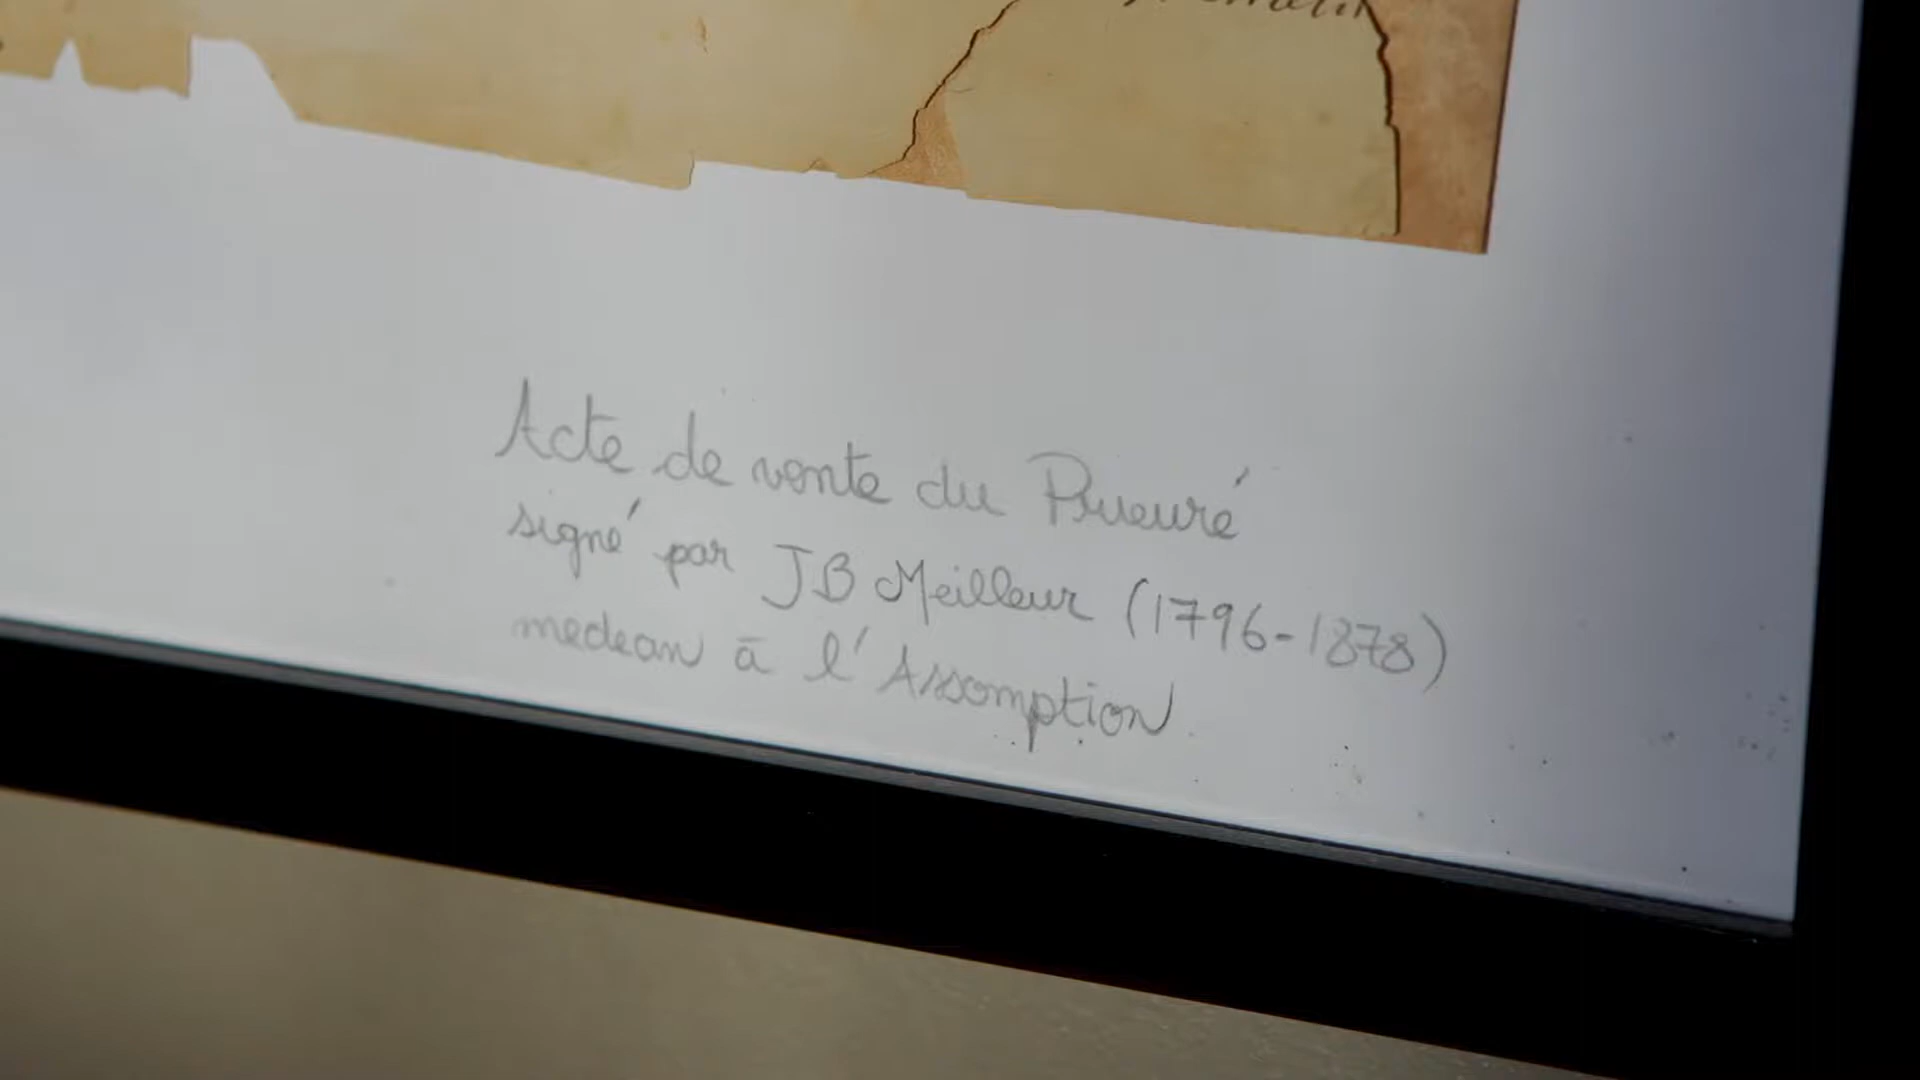 Acte de vente du Prieuré
signé par JB Meilleur (1796-1878)
medecin à l'Assomption